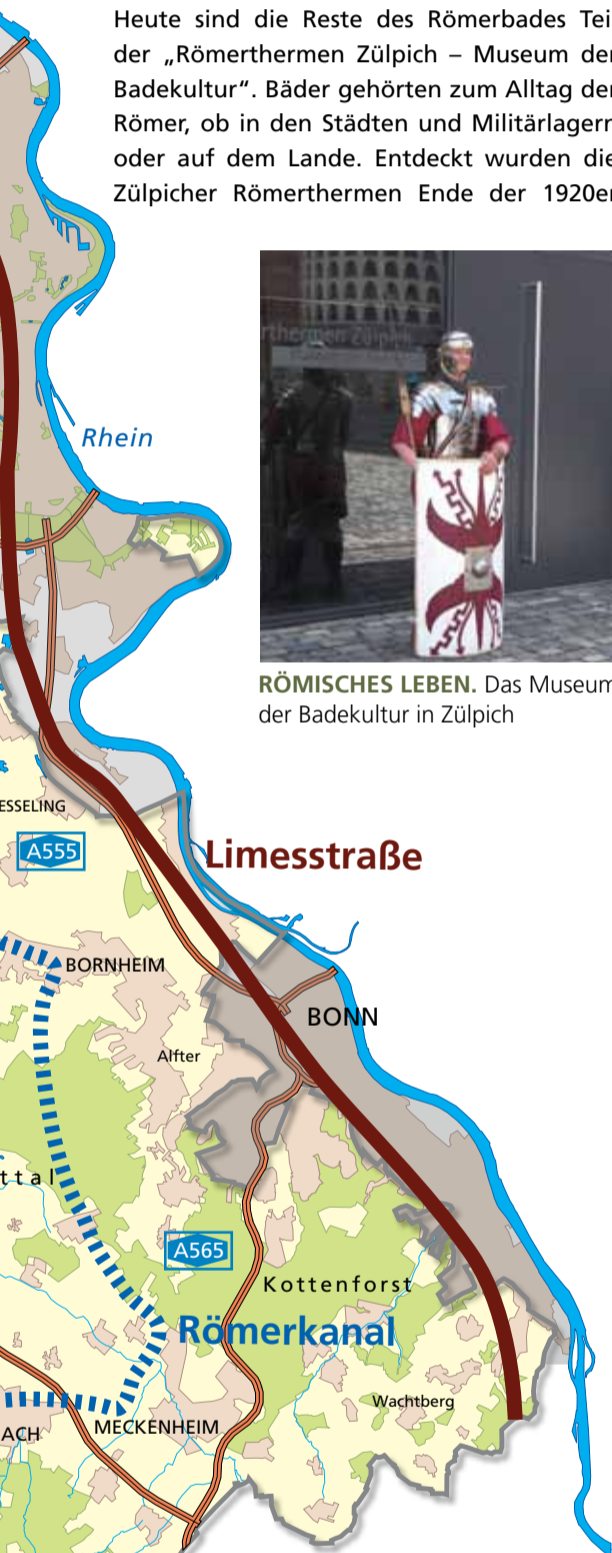 Heute sind die Reste des Römerbades Teil
der „Römerthermen Zülpich – Museum der
Badekultur“. Bäder gehörten zum Alltag der
Römer, ob in den Städten und Militärlagern
oder auf dem Lande. Entdeckt wurden die
Zülpicher Römerthermen Ende der 1920er
rthermen Zülpich
Rhein
RÖMISCHES LEBEN. Das Museum
der Badekultur in Zülpich
ESSELING
A555
Limesstraße
BORNHEIM
BONN
Alfter
ttal
A565
Kottenforst
Römerkanal
Wachtberg
ACH
MECKENHEIM